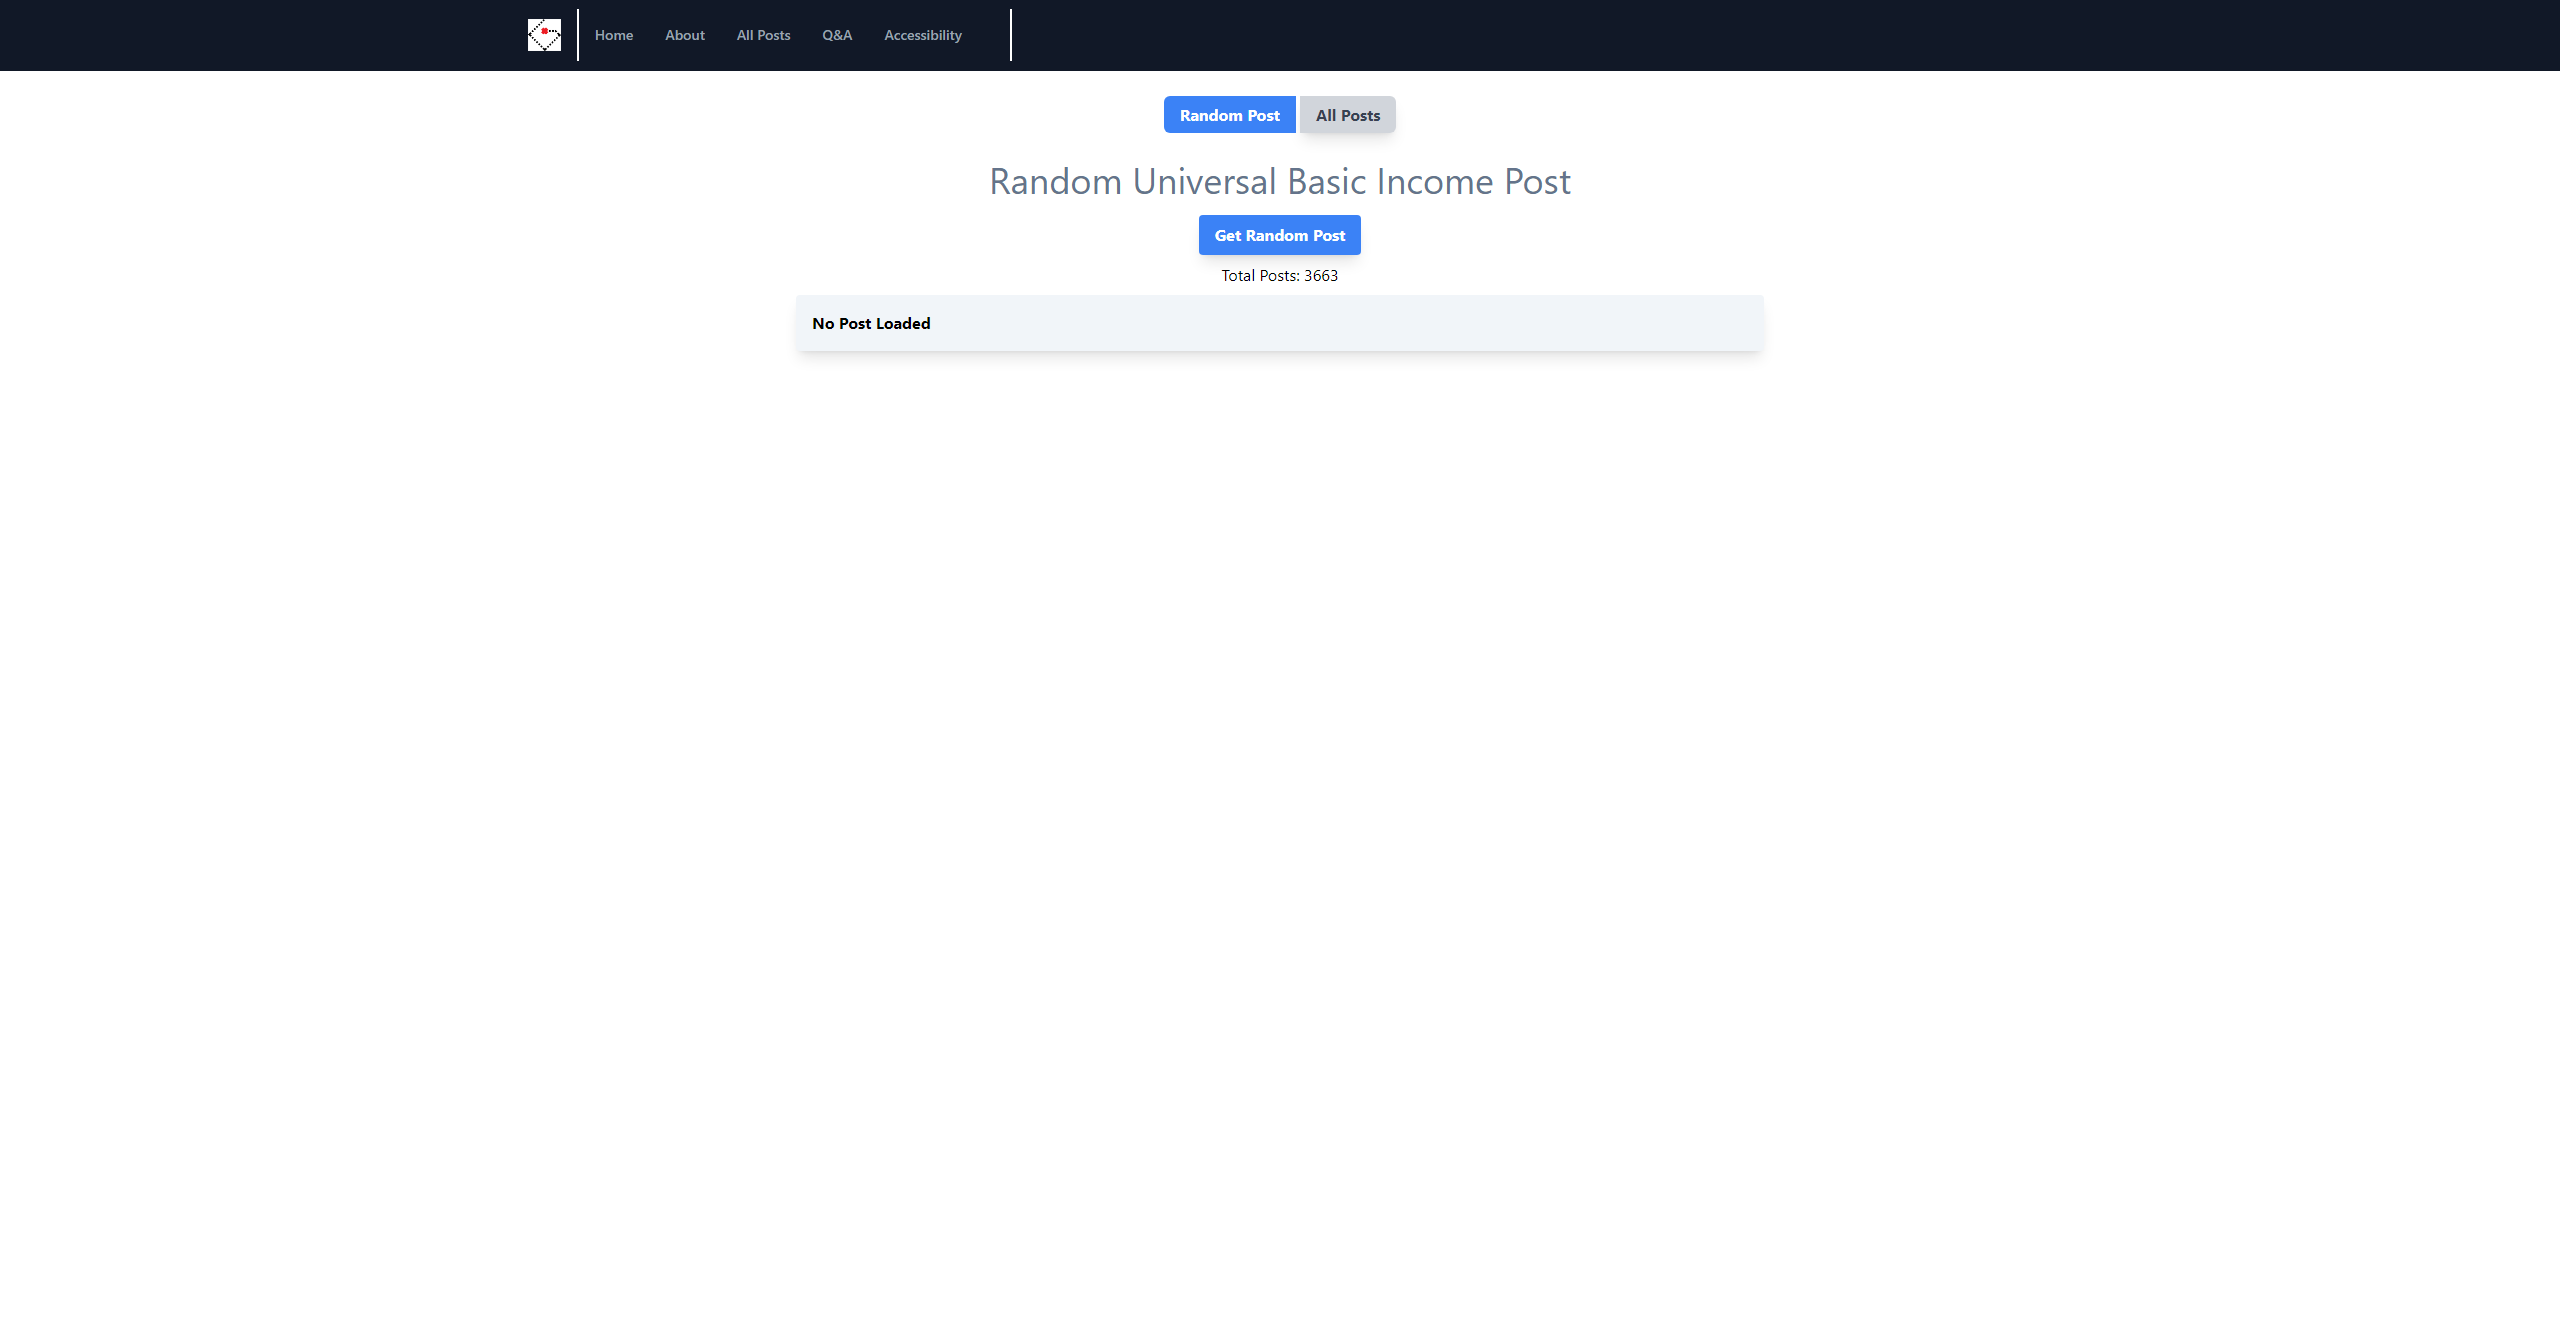 Home About All Posts Q&A Accessibility
Random Post All Posts
Random Universal Basic Income Post
Get Random Post
Total Posts: 3663
No Post Loaded